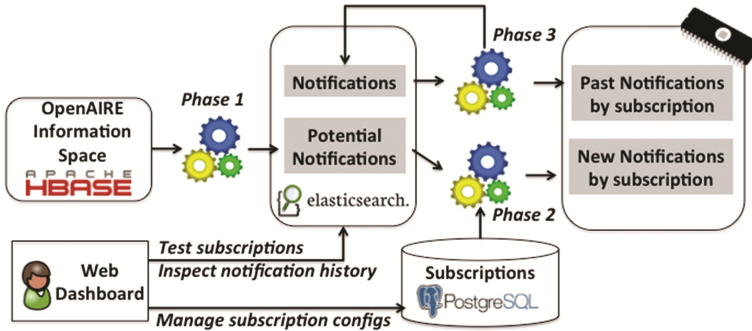 OpenAIRE
Information
Space
APACHE
HBASE
Phase 1
Notifications
Potential
Notifications
elasticsearch.
Phase 3
Phase 2
Past Notifications
by subscription
New Notifications
by subscription
Web
Dashboard
Test subscriptions
Inspect notification history
Manage subscription configs
Subscriptions
PostgreSQL